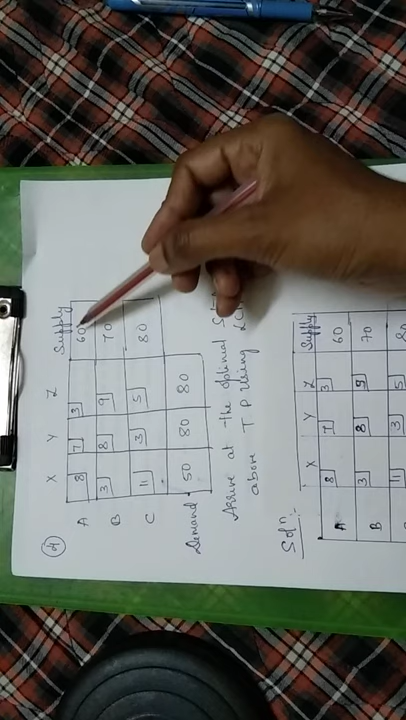 4)
X Y Z Supply
A 8 7 3 60
B 3 8 9 70
C 11 3 5 80
Demand 50 80 80
Arrive at the optimal
above T P Using
Soln:-
X Y Z Supply
A 8 7 3 60
B 3 8 9 70
11 3 5 80